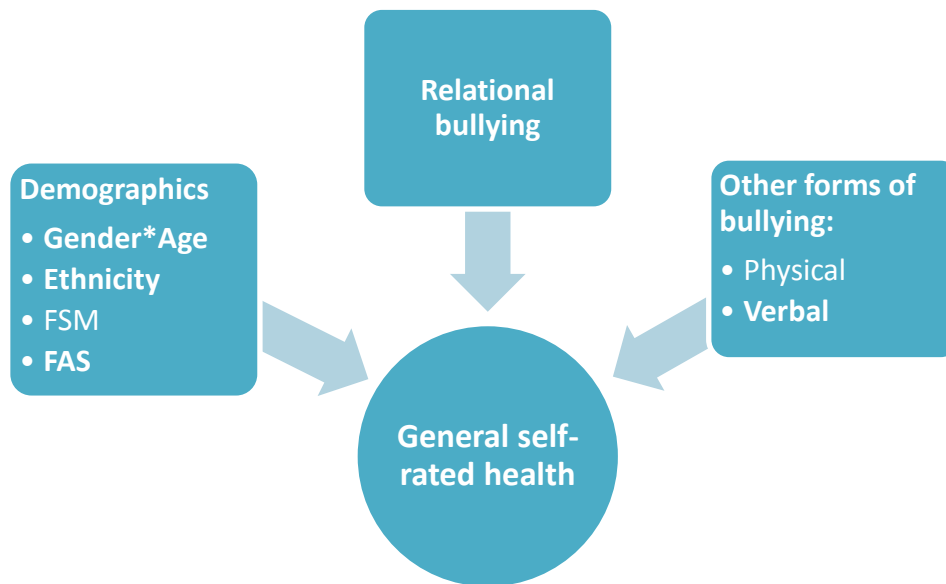 Relational
bullying
Demographics
• Gender*Age
• Ethnicity
• FSM
• FAS
Other forms of
bullying:
• Physical
• Verbal
General self-
rated health